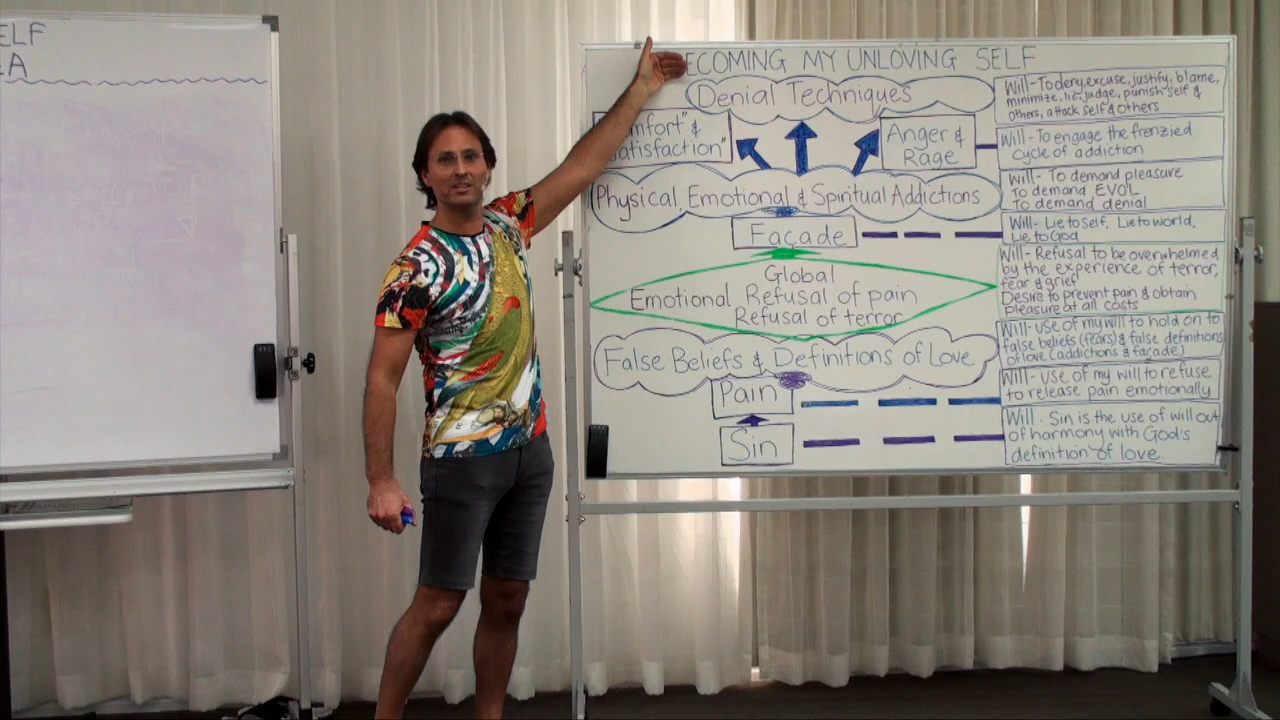 ELF
&A
ECOMING MY UNLOVING SELF
Denial Techniques
mfort" &
atisfaction"
Anger &
Rage
Physical, Emotional & Spiritual Addictions
Façade
Global
Emotional Refusal of pain
Refusal of terror
False Beliefs & Definitions of Love
Pain
Sin
Will - To deny, excuse, justify, blame,
minimize, lie, judge, punish self &
others, attack self & others
Will - To engage the frenzied
cycle of addiction
Will - To demand pleasure
To demand EVOL
To demand denial
Will - Lie to self, Lie to world,
Lie to God
Will - Refusal to be overwhelmed
by the experience of terror,
fear & grief
Desire to prevent pain & obtain
pleasure at all costs
Will - use of my will to hold on to
false beliefs (fears) & false definitions
of love (addictions & façade)
Will - use of my will to refuse
to release pain emotionally
Will - Sin is the use of will out
of harmony with God's
definition of love.